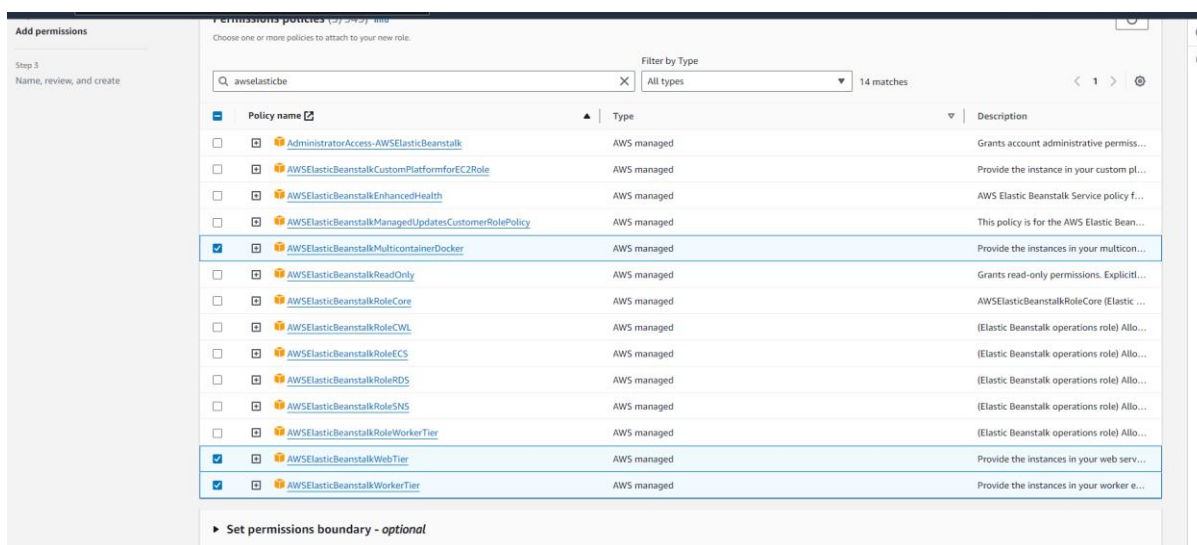 Add permissions
Permissions policies (3/945) Info
Choose one or more policies to attach to your new role.
Step 3
Name, review, and create
Filter by Type
awselasticbe
All types
14 matches
1
Policy name
Type
Description
AdministratorAccess-AWSElasticBeanstalk AWS managed Grants account administrative permiss...
AWSElasticBeanstalkCustomPlatformforEC2Role AWS managed Provide the instance in your custom pl...
AWSElasticBeanstalkEnhancedHealth AWS managed AWS Elastic Beanstalk Service policy f...
AWSElasticBeanstalkManagedUpdatesCustomerRolePolicy AWS managed This policy is for the AWS Elastic Bean...
AWSElasticBeanstalkMulticontainerDocker AWS managed Provide the instances in your multicon...
AWSElasticBeanstalkReadOnly AWS managed Grants read-only permissions. Explicitl...
AWSElasticBeanstalkRoleCore AWS managed AWSElasticBeanstalkRoleCore (Elastic ...
AWSElasticBeanstalkRoleCWL AWS managed (Elastic Beanstalk operations role) Allo...
AWSElasticBeanstalkRoleECS AWS managed (Elastic Beanstalk operations role) Allo...
AWSElasticBeanstalkRoleRDS AWS managed (Elastic Beanstalk operations role) Allo...
AWSElasticBeanstalkRoleSNS AWS managed (Elastic Beanstalk operations role) Allo...
AWSElasticBeanstalkRoleWorkerTier AWS managed (Elastic Beanstalk operations role) Allo...
AWSElasticBeanstalkWebTier AWS managed Provide the instances in your web serv...
AWSElasticBeanstalkWorkerTier AWS managed Provide the instances in your worker e...
Set permissions boundary - optional